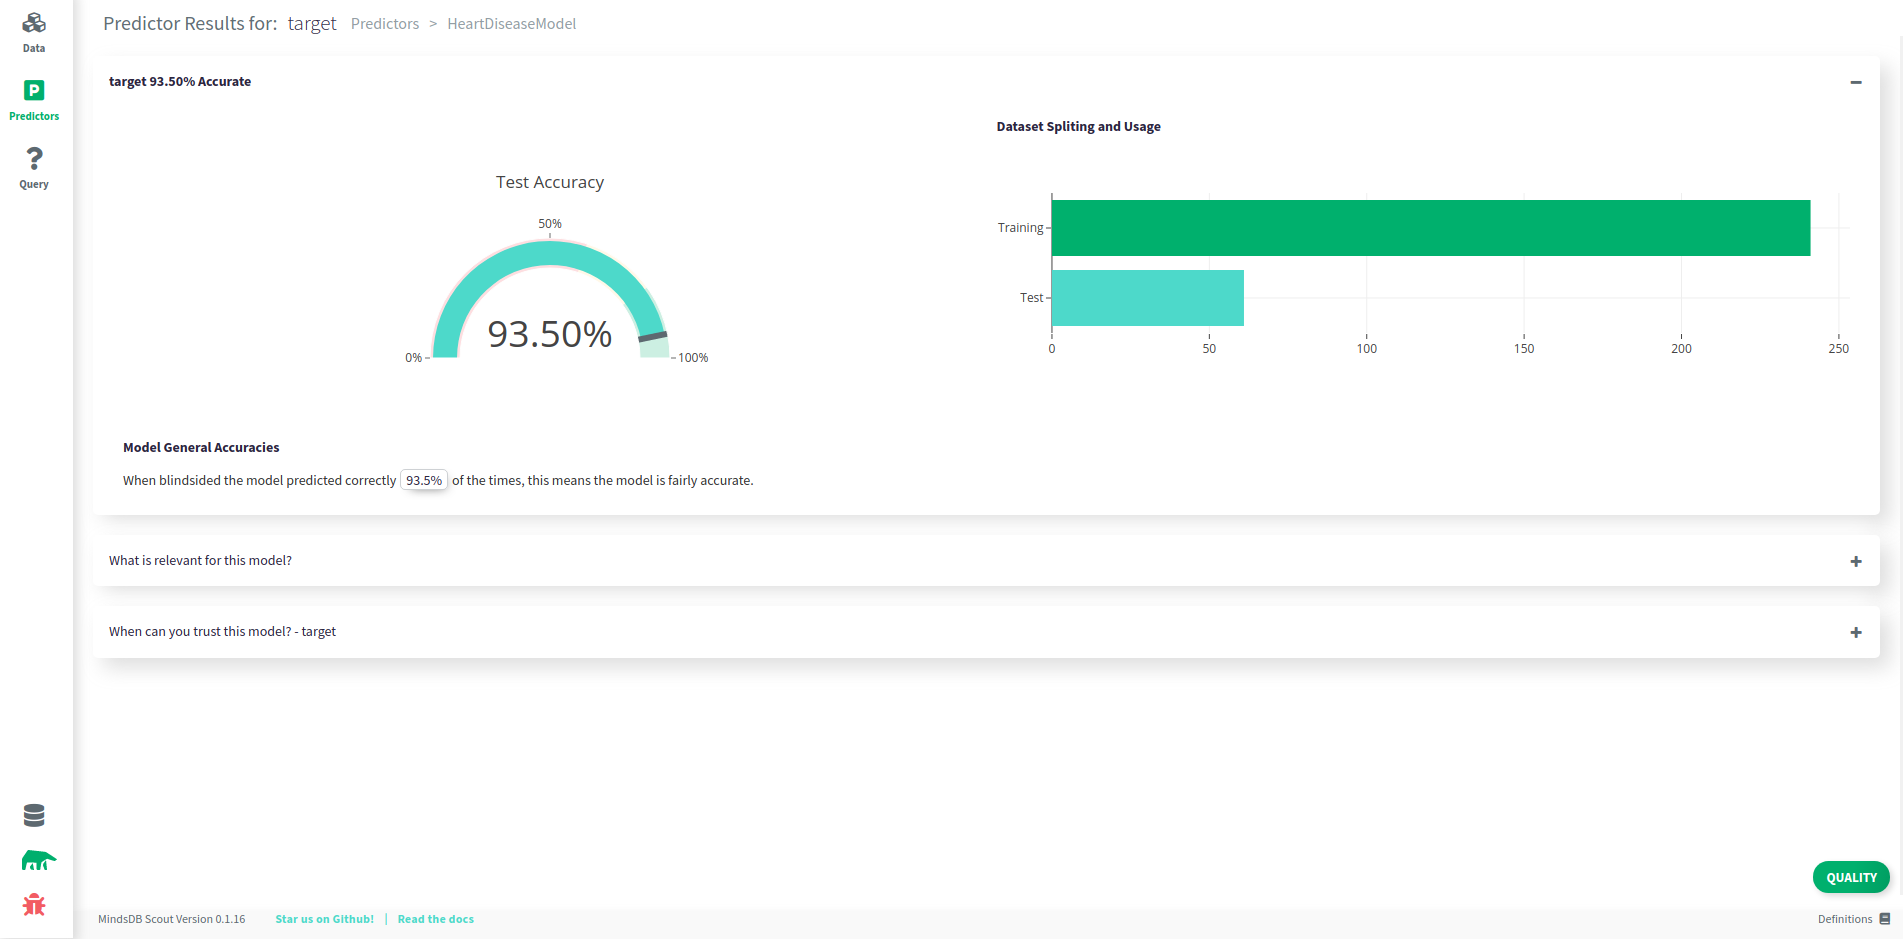 Data
Predictors
Query
Predictor Results for: target Predictors > HeartDiseaseModel
target 93.50% Accurate
Test Accuracy
50%
93.50%
0%
100%
Dataset Spliting and Usage
Training
Test
0 50 100 150 200 250
Model General Accuracies
When blindsided the model predicted correctly 93.5% of the times, this means the model is fairly accurate.
What is relevant for this model?
When can you trust this model? - target
QUALITY
MindsDB Scout Version 0.1.16 Star us on Github! | Read the docs
Definitions